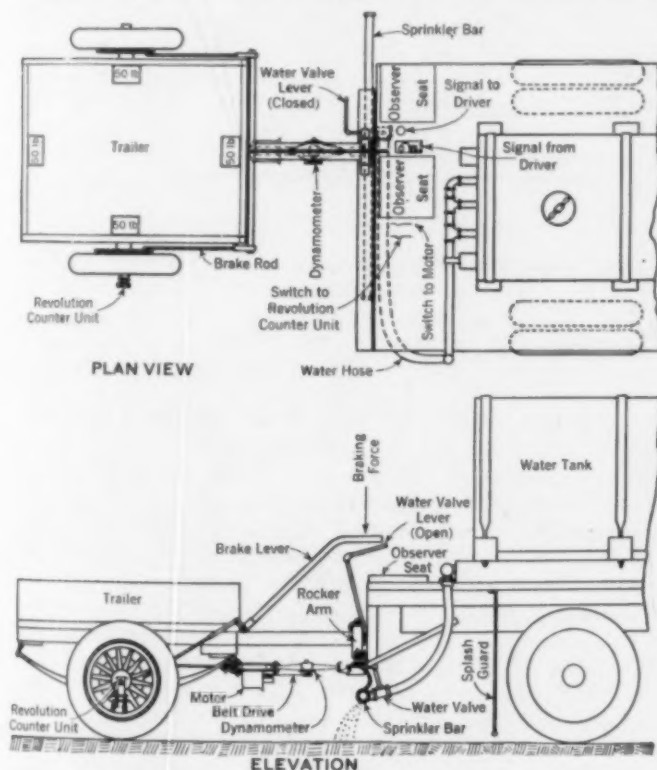 Sprinkler Bar
Water Valve
Lever
(Closed)
Observer
Seat
Signal to
Driver
50 lb
50 lb
Trailer
50 lb
Signal from
Driver
50 lb
Observer
Seat
Brake Rod
Dynamometer
Switch to
Revolution
Counter Unit
Switch to Motor
Revolution
Counter Unit
PLAN VIEW
Water Hose
Braking
Force
Water Valve
Lever
(Open)
Water Tank
Brake Lever
Observer
Seat
Trailer
Rocker
Arm
Splash
Guard
Revolution
Counter Unit
Motor
Belt Drive
Dynamometer
Water Valve
Sprinkler Bar
ELEVATION